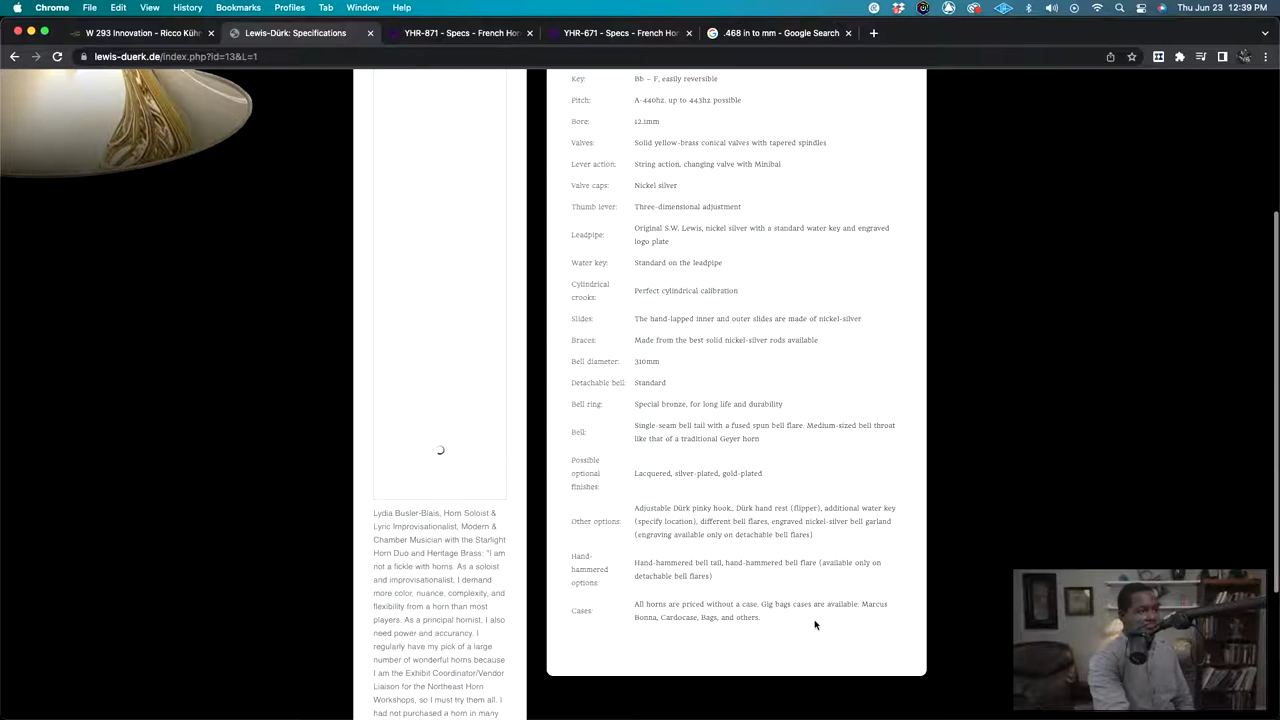 Chrome File Edit View History Bookmarks Profiles Tab Window Help Thu Jun 23 12:39 PM
W 293 Innovation - Ricco Kühn
Lewis-Dürk: Specifications
YHR-871 - Specs - French Hor
YHR-671 - Specs - French Hor
.468 in to mm - Google Search
lewis-duerk.de/index.php?id=13&L=1
Key: Bb – F, easily reversible
Pitch: A-440hz. up to 443hz possible
Bore: 12.1mm
Valves: Solid yellow-brass conical valves with tapered spindles
Lever action: String action, changing valve with Minibal
Valve caps: Nickel silver
Thumb lever: Three-dimensional adjustment
Leadpipe: Original S.W. Lewis, nickel silver with a standard water key and engraved
logo plate
Water key: Standard on the leadpipe
Cylindrical
crooks: Perfect cylindrical calibration
Slides: The hand-lapped inner and outer slides are made of nickel-silver
Braces: Made from the best solid nickel-silver rods available
Bell diameter: 310mm
Detachable bell: Standard
Bell ring: Special bronze, for long life and durability
Bell: Single-seam bell tail with a fused spun bell flare. Medium-sized bell throat
like that of a traditional Geyer horn
Possible
optional
finishes: Lacquered, silver-plated, gold-plated
Other options: Adjustable Dürk pinky hook,, Dürk hand rest (flipper), additional water key
(specify location), different bell flares, engraved nickel-silver bell garland
(engraving available only on detachable bell flares)
Hand-
hammered
options: Hand-hammered bell tail, hand-hammered bell flare (available only on
detachable bell flares)
Cases: All horns are priced without a case. Gig bags cases are available: Marcus
Bonna, Cardocase, Bags, and others.
Lydia Busler-Blais, Horn Soloist &
Lyric Improvisationalist, Modern &
Chamber Musician with the Starlight
Horn Duo and Heritage Brass: "I am
not a fickle with horns. As a soloist
and improvisationalist, I demand
more color, nuance, complexity, and
flexibility from a horn than most
players. As a principal hornist, I also
need power and accuracy. I
regularly have my pick of a large
number of wonderful horns because
I am the Exhibit Coordinator/Vendor
Liaison for the Northeast Horn
Workshops, so I must try them all. I
had not purchased a horn in many